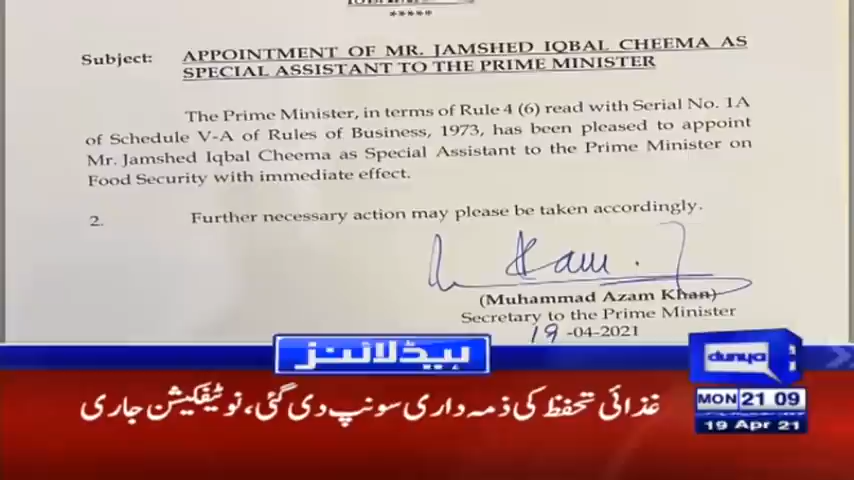 *****
Subject: APPOINTMENT OF MR. JAMSHED IQBAL CHEEMA AS
SPECIAL ASSISTANT TO THE PRIME MINISTER
The Prime Minister, in terms of Rule 4 (6) read with Serial No. 1A
of Schedule V-A of Rules of Business, 1973, has been pleased to appoint
Mr. Jamshed Iqbal Cheema as Special Assistant to the Prime Minister on
Food Security with immediate effect.
2. Further necessary action may please be taken accordingly.
(Muhammad Azam Khan)
Secretary to the Prime Minister
19-04-2021
ہیڈلائنز
dunya
غذائی تحفظ کی ذمہ داری سونپ دی گئی، نوٹیفکیشن جاری
MON 21 09
19 Apr 21